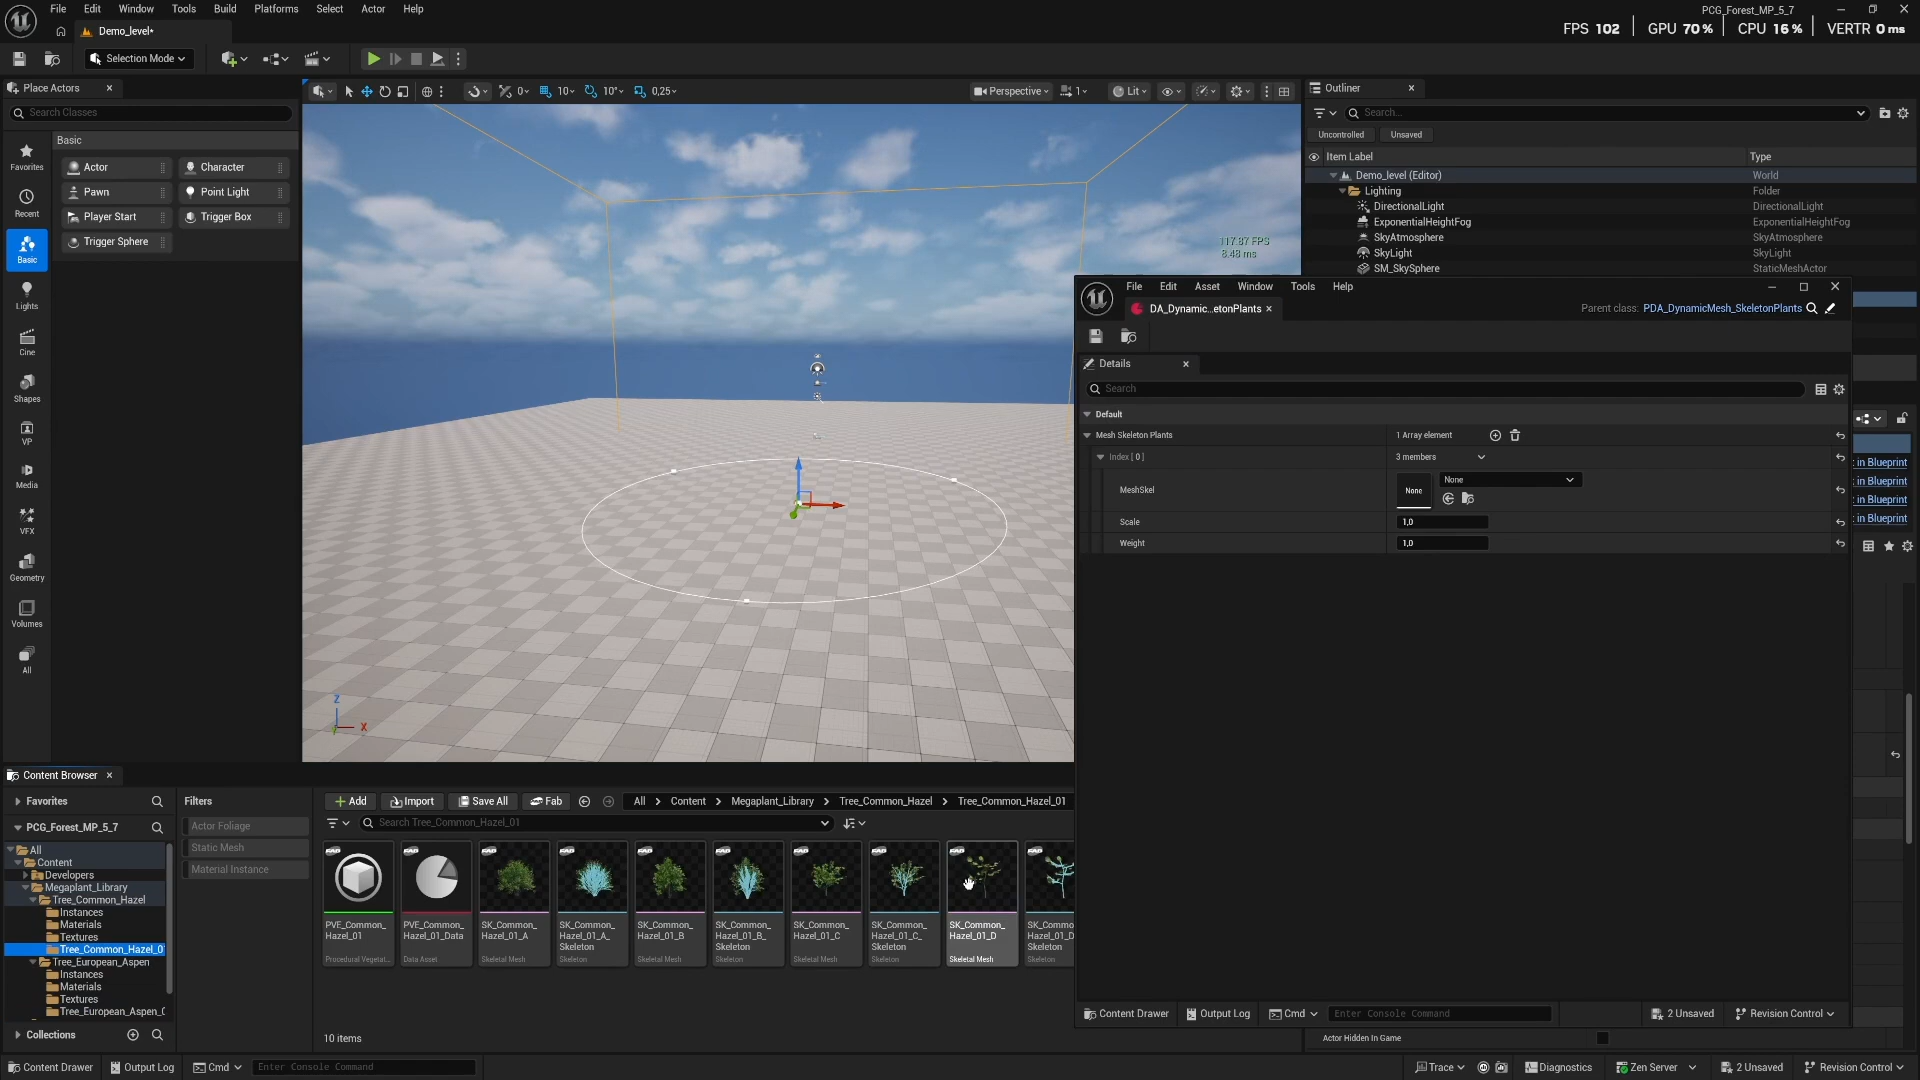 File Edit Window Tools Build Platforms Select Actor Help
PCG_Forest_MP_5_7
Demo_level*
FPS 102 GPU 70 % CPU 16 % VERTR 0 ms
Selection Mode
Place Actors
Search Classes
Basic
Favorites
Recent
Basic
Lights
Cine
Shapes
VP
Media
VFX
Geometry
Volumes
All
Actor Character
Pawn Point Light
Player Start Trigger Box
Trigger Sphere
0 10 10° 0,25
Perspective 1 Lit
117.87 FPS
8.48 ms
Z
X
Outliner
Search...
Uncontrolled Unsaved
Item Label Type
Demo_level (Editor) World
Lighting Folder
DirectionalLight DirectionalLight
ExponentialHeightFog ExponentialHeightFog
SkyAtmosphere SkyAtmosphere
SkyLight SkyLight
SM_SkySphere StaticMeshActor
File Edit Asset Window Tools Help
DA_Dynamic...etonPlants
Parent class: PDA_DynamicMesh_SkeletonPlants
Details
Search
Default
Mesh Skeleton Plants 1 Array element
Index [ 0 ] 3 members
MeshSkel None None
Scale 1,0
Weight 1,0
Content Drawer Output Log Cmd Enter Console Command 2 Unsaved Revision Control
t in Blueprint
t in Blueprint
t in Blueprint
t in Blueprint
Actor Hidden In Game
Content Browser
Favorites
PCG_Forest_MP_5_7
All
Content
Developers
Megaplant_Library
Tree_Common_Hazel
Instances
Materials
Textures
Tree_Common_Hazel_0
Tree_European_Aspen
Instances
Materials
Textures
Tree_European_Aspen_0
Collections
Filters
Actor Foliage
Static Mesh
Material Instance
Add Import Save All Fab All Content Megaplant_Library Tree_Common_Hazel Tree_Common_Hazel_01
Search Tree_Common_Hazel_01
PVE_Common_
Hazel_01
Procedural Vegetat...
PVE_Common_
Hazel_01_Data
Data Asset
SK_Common_
Hazel_01_A
Skeletal Mesh
SK_Common_
Hazel_01_A_
Skeleton
Skeleton
SK_Common_
Hazel_01_B
Skeletal Mesh
SK_Common_
Hazel_01_B_
Skeleton
Skeleton
SK_Common_
Hazel_01_C
Skeletal Mesh
SK_Common_
Hazel_01_C_
Skeleton
Skeleton
SK_Common_
Hazel_01_D
Skeletal Mesh
SK_Common_
Hazel_01_D
Skeleton
Skeleton
10 items
Content Drawer Output Log Cmd Enter Console Command Trace Diagnostics Zen Server 2 Unsaved Revision Control